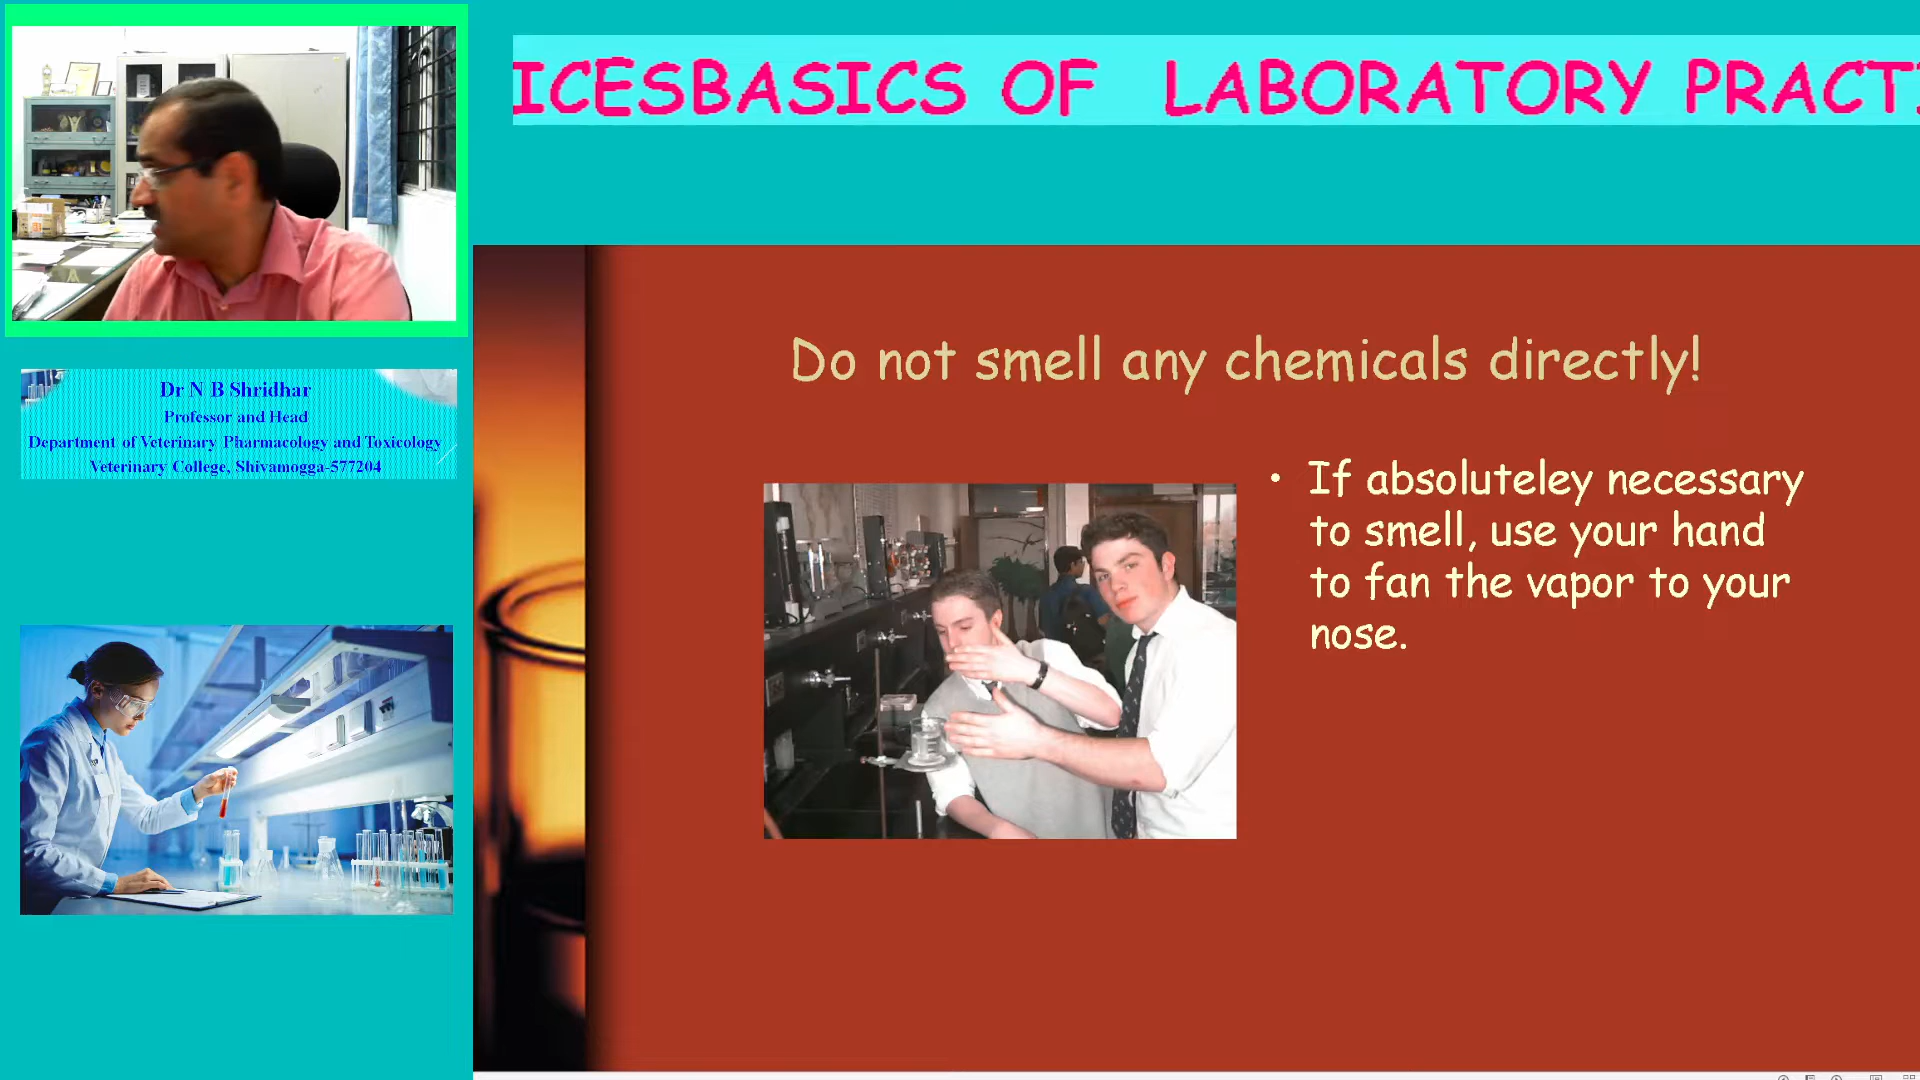 ICESBASICS OF LABORATORY PRACTI
Dr N B Shridhar
Professor and Head
Department of Veterinary Pharmacology and Toxicology
Veterinary College, Shivamogga-577204
Do not smell any chemicals directly!
• If absoluteley necessary
to smell, use your hand
to fan the vapor to your
nose.